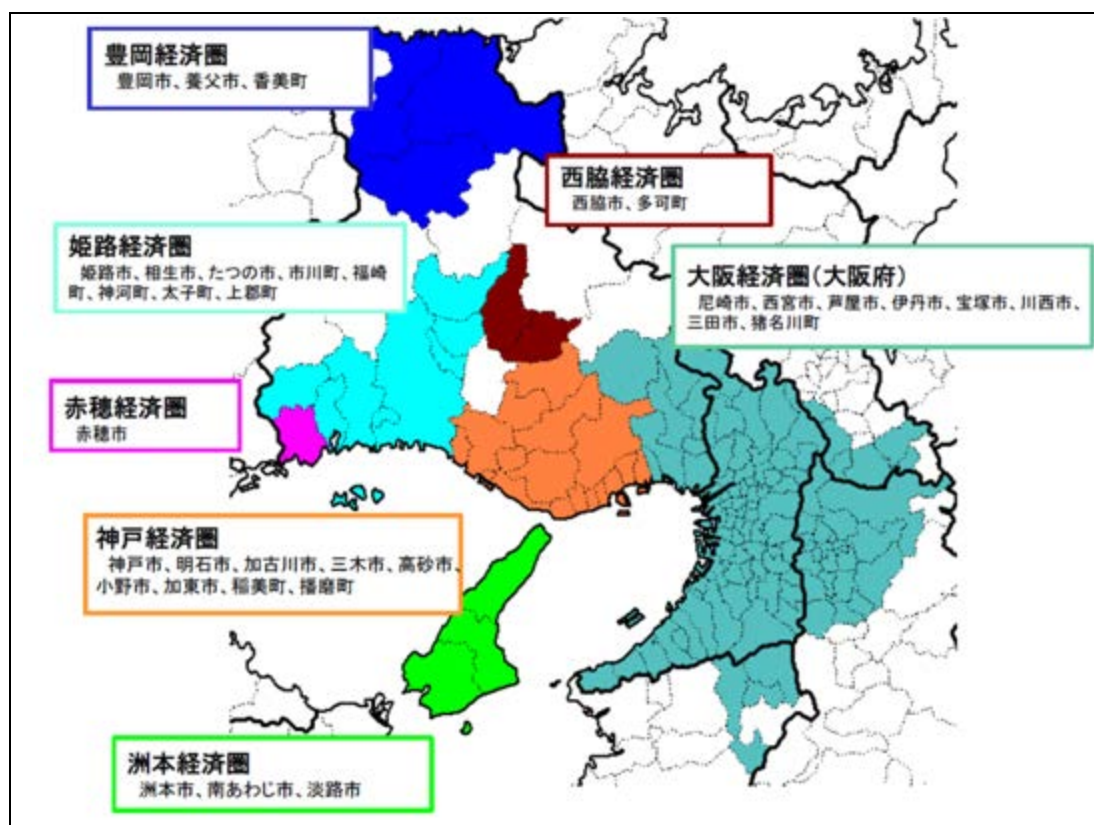 豊岡経済圏
豊岡市、養父市、香美町
西脇経済圏
西脇市、多可町
姫路経済圏
姫路市、相生市、たつの市、市川町、福崎
町、神河町、太子町、上郡町
大阪経済圏(大阪府)
尼崎市、西宮市、芦屋市、伊丹市、宝塚市、川西市、
三田市、猪名川町
赤穂経済圏
赤穂市
神戸経済圏
神戸市、明石市、加古川市、三木市、高砂市、
小野市、加東市、稲美町、播磨町
洲本経済圏
洲本市、南あわじ市、淡路市